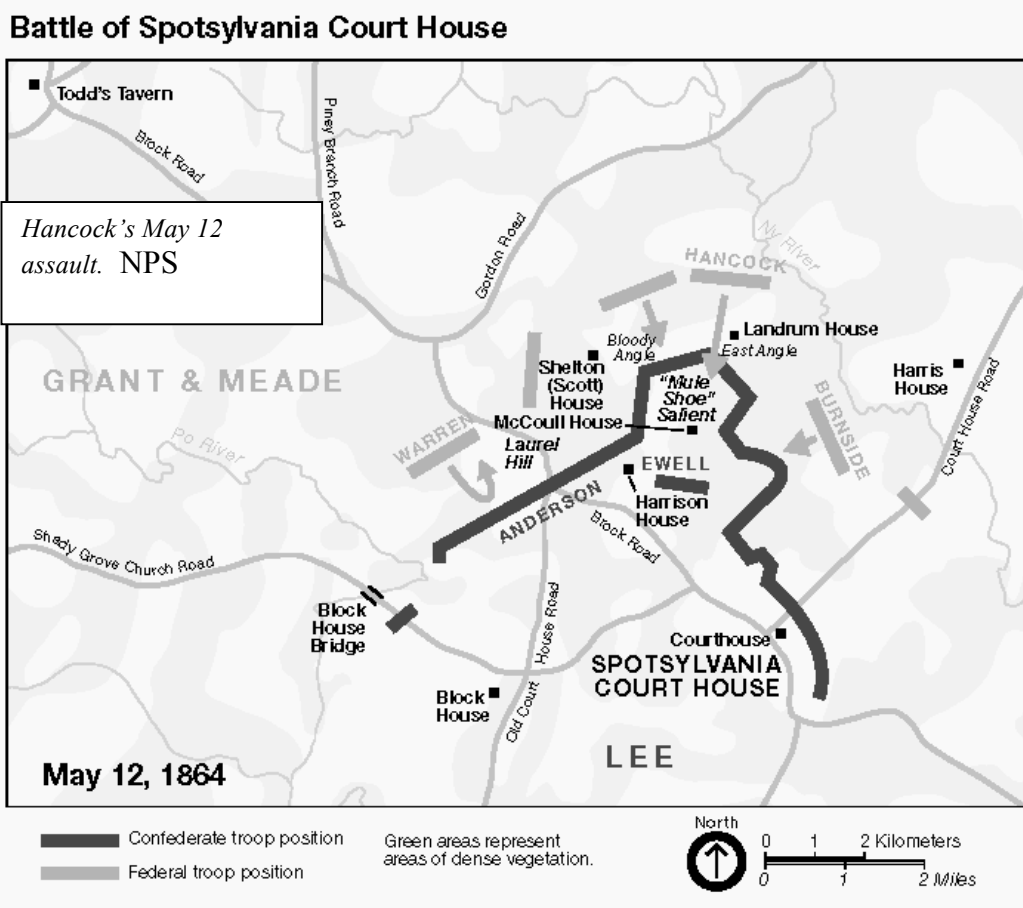 Battle of Spotsylvania Court House
Todd's Tavern
Brock Road
Piney Branch Road
Hancock's May 12
assault. NPS
Gordon Road
Ny River
HANCOCK
Landrum House
Bloody
Angle
East Angle
Shelton
(Scott)
House
"Mule
Shoe"
Salient
Harris
House
Court House Road
GRANT & MEADE
McCoull House
BURNSIDE
WARREN
Laurel
Hill
Po River
EWELL
Harrison
House
ANDERSON
Brock Road
Shady Grove Church Road
Block
House
Bridge
Old Court House Road
Courthouse
SPOTSYLVANIA
COURT HOUSE
Block
House
LEE
May 12, 1864
Confederate troop position
Federal troop position
Green areas represent
areas of dense vegetation.
North
0 1 2 Kilometers
0 1 2 Miles